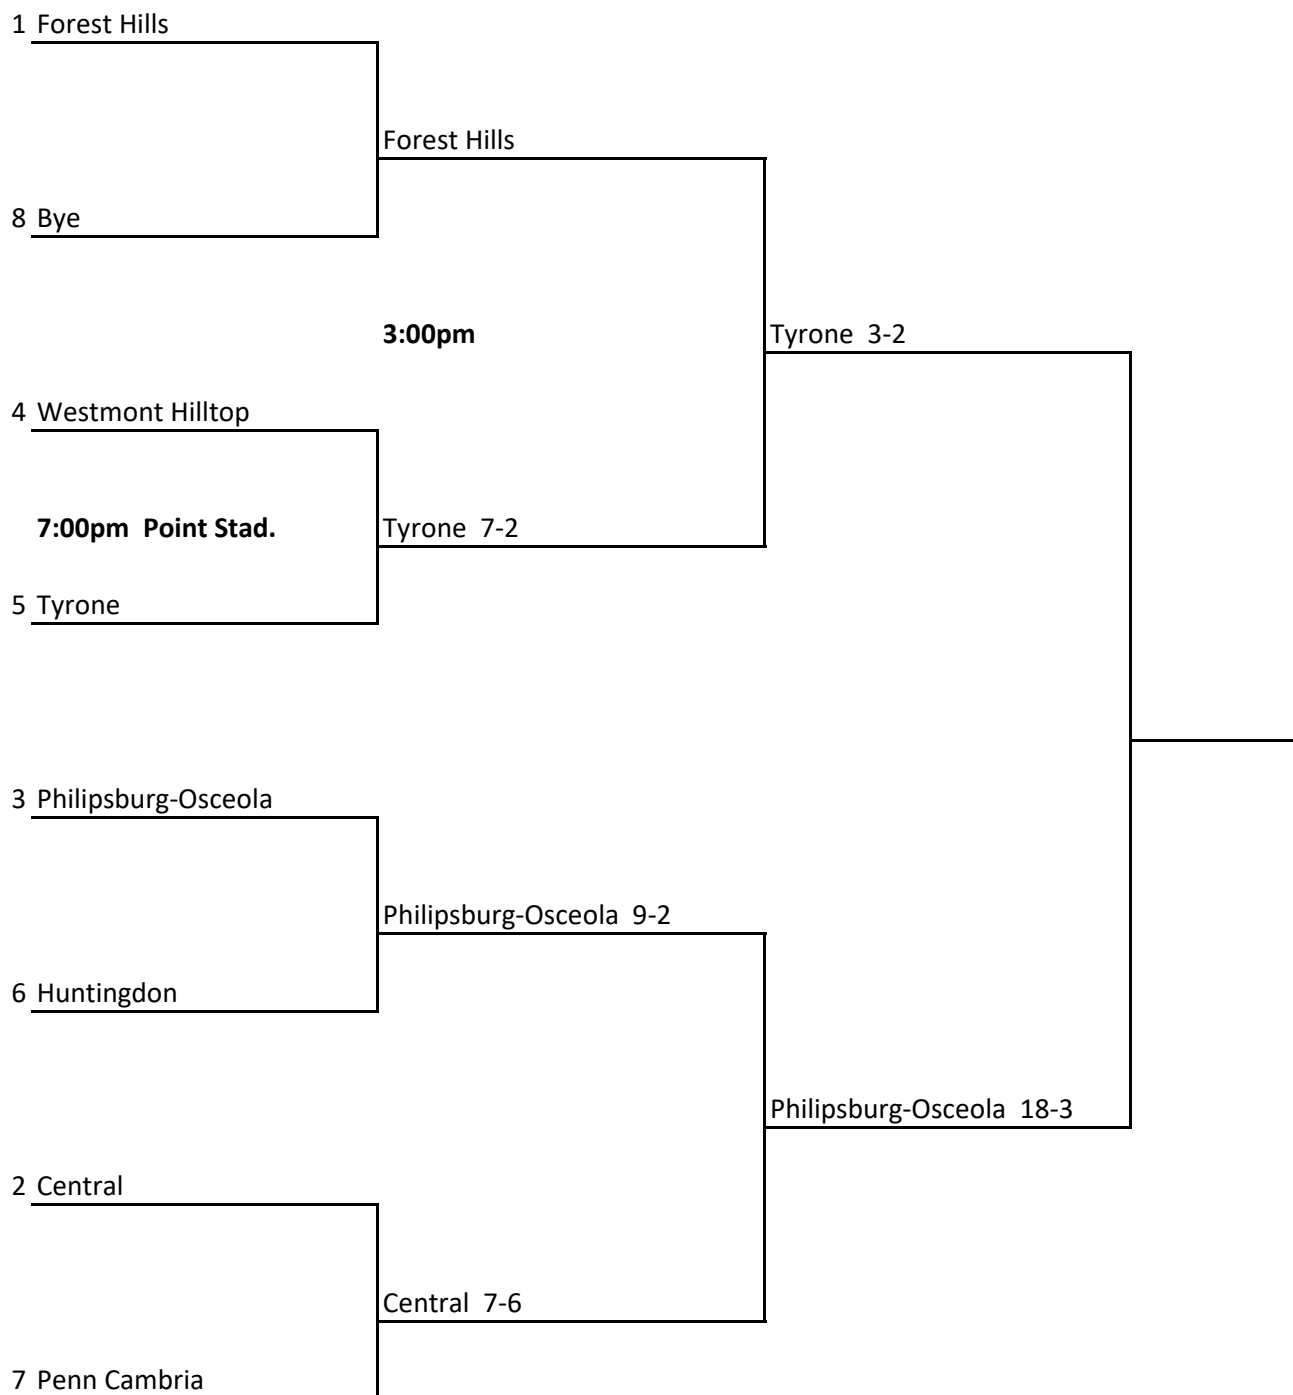 1 Forest Hills
Forest Hills
8 Bye
3:00pm Tyrone 3-2
4 Westmont Hilltop
7:00pm Point Stad. Tyrone 7-2
5 Tyrone
3 Philipsburg-Osceola
Philipsburg-Osceola 9-2
6 Huntingdon
Philipsburg-Osceola 18-3
2 Central
Central 7-6
7 Penn Cambria